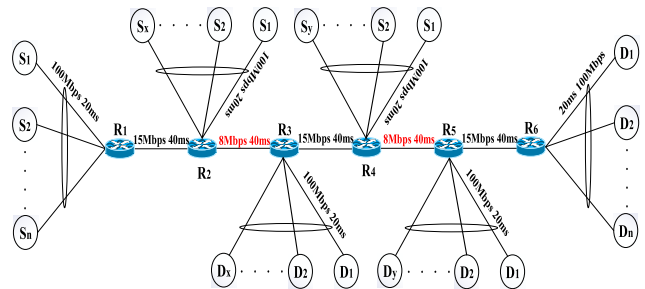 Sx · · · · S2 S1
Sy · · · · S2 S1
S1
100Mbps 20ms
100Mbps 20ms
100Mbps 20ms
20ms 100Mbps
D1
S2
D2
R1
15Mbps 40ms
R2
8Mbps 40ms
R3
15Mbps 40ms
R4
8Mbps 40ms
R5
15Mbps 40ms
R6
100Mbps 20ms
100Mbps 20ms
Sn
Dn
Dx · · · · D2 D1
Dy · · · · D2 D1